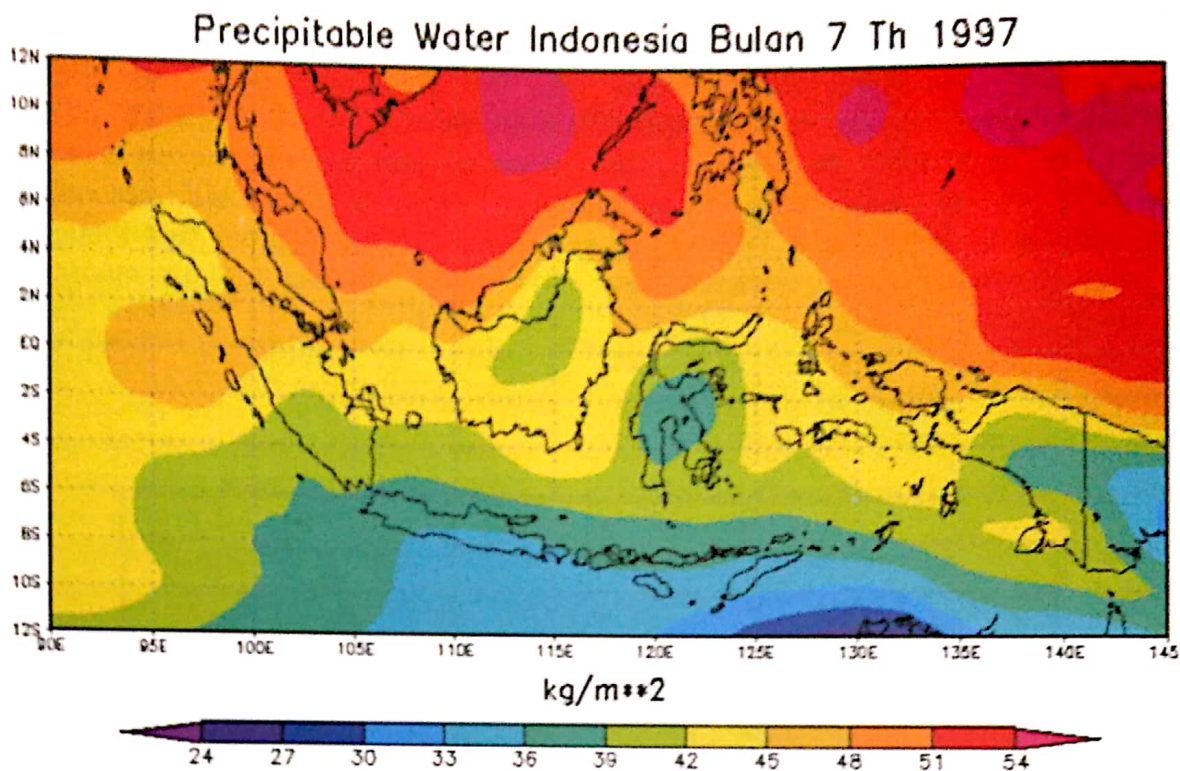 Precipitable Water Indonesia Bulan 7 Th 1997
12N
10N
8N
6N
4N
2N
EQ
2S
4S
6S
8S
10S
12S
90E 95E 100E 105E 110E 115E 120E 125E 130E 135E 140E 145
kg/m**2
24 27 30 33 36 39 42 45 48 51 54